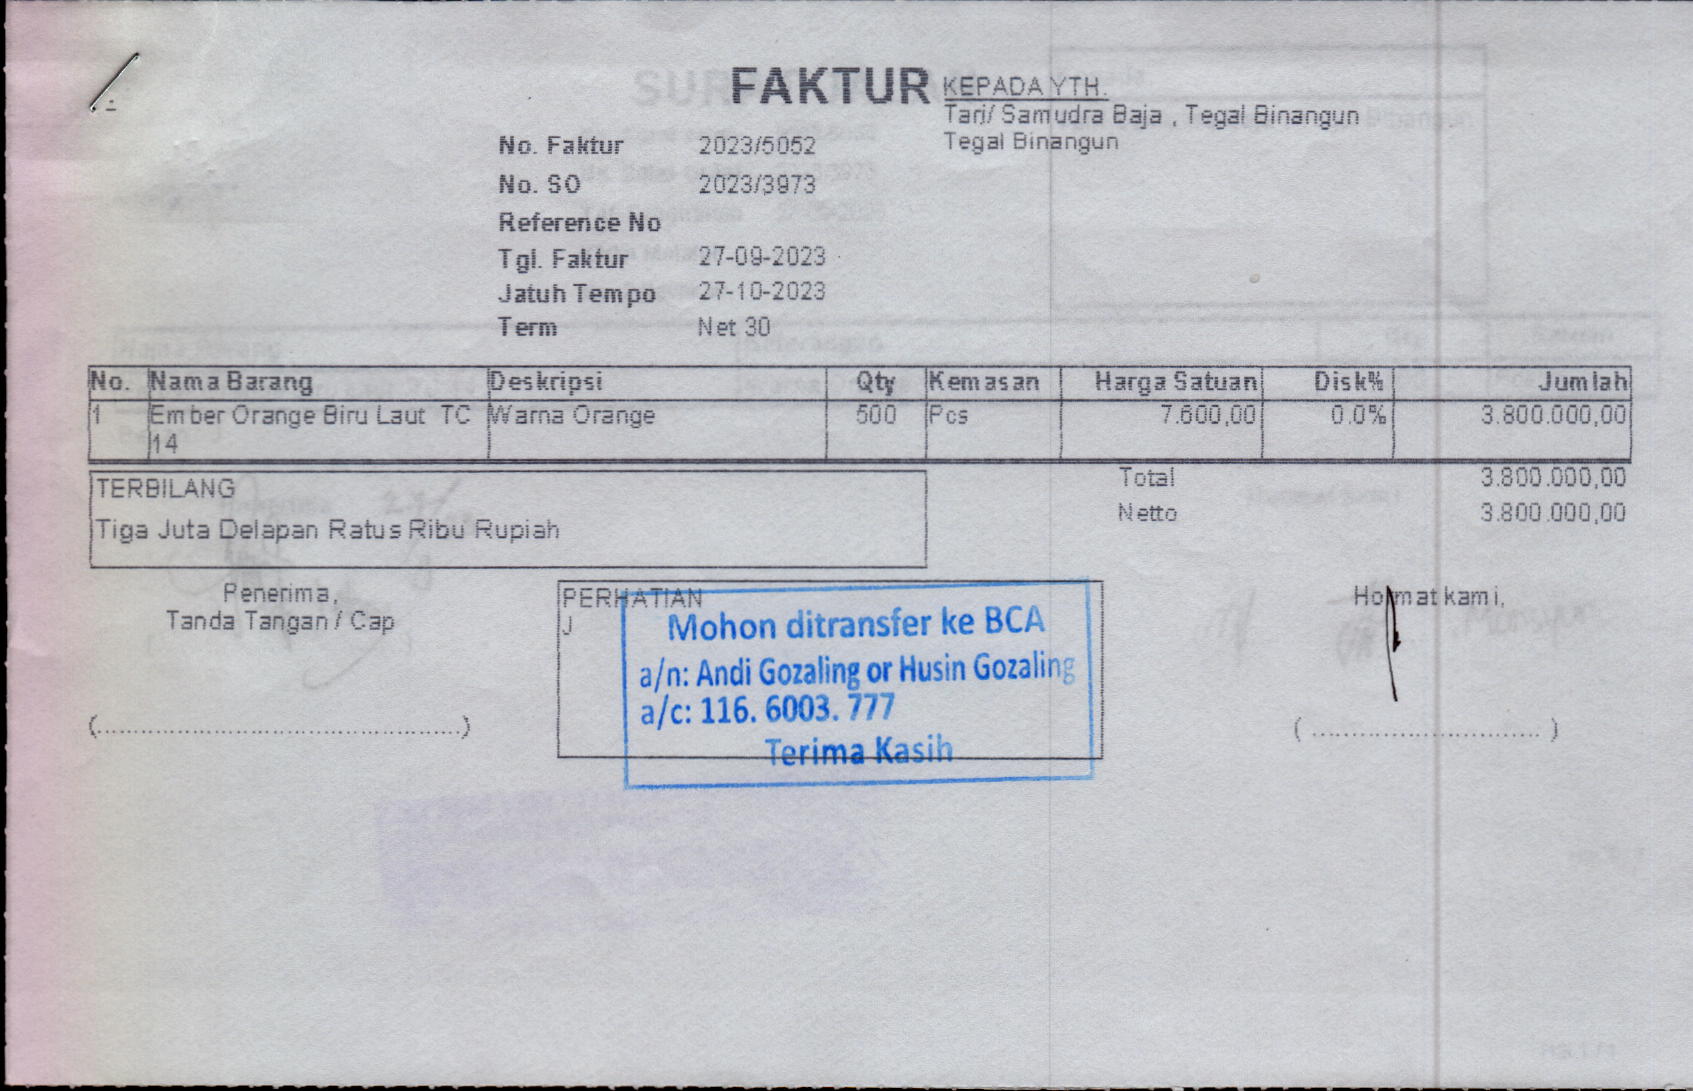 FAKTUR
KEPADA YTH.
Tari/ Samudra Baja , Tegal Binangun
Tegal Binangun
No. Faktur 2023/5052
No. SO 2023/3973
Reference No
Tgl. Faktur 27-09-2023
Jatuh Tempo 27-10-2023
Term Net 30
No. Nama Barang Deskripsi Qty Kemasan Harga Satuan Disk% Jumlah
1 Ember Orange Biru Laut TC Warna Orange 500 Pcs 7.600,00 0.0% 3.800.000,00
14
TERBILANG
Tiga Juta Delapan Ratus Ribu Rupiah
Total 3.800.000,00
Netto 3.800.000,00
Penerima,
Tanda Tangan / Cap
(................................................)
PERHATIAN
J
Mohon ditransfer ke BCA
a/n: Andi Gozaling or Husin Gozaling
a/c: 116. 6003. 777
Terima Kasih
Hormat kami,
( .............................. )